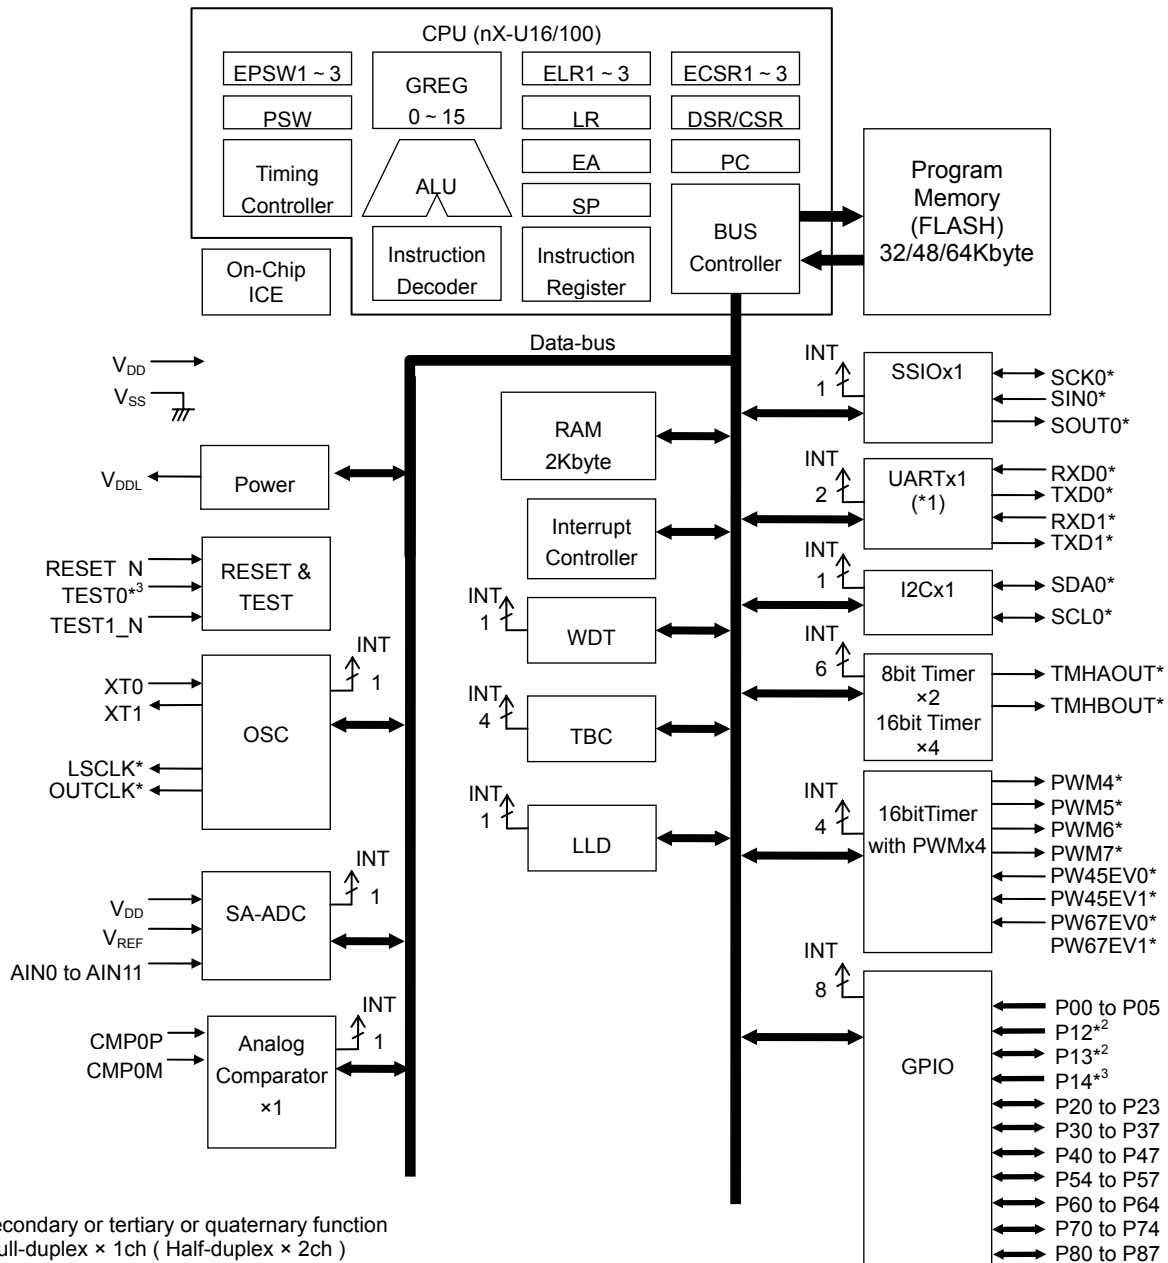 CPU (nX-U16/100)
EPSW1 ~ 3
GREG
0 ~ 15
ELR1 ~ 3
ECSR1 ~ 3
PSW
LR
DSR/CSR
Timing
Controller
ALU
EA
PC
SP
BUS
Controller
Instruction
Decoder
Instruction
Register
On-Chip
ICE
Program
Memory
(FLASH)
32/48/64Kbyte
Data-bus
VDD
VSS
VDDL
Power
RESET_N
TEST0*3
TEST1_N
RESET &
TEST
XT0
XT1
LSCLK*
OUTCLK*
OSC
INT
1
VDD
VREF
AIN0 to AIN11
SA-ADC
INT
1
CMP0P
CMP0M
Analog
Comparator
×1
INT
1
RAM
2Kbyte
Interrupt
Controller
INT
1
WDT
INT
4
TBC
INT
1
LLD
INT
1
SSIOx1
SCK0*
SIN0*
SOUT0*
INT
2
UARTx1
(*1)
RXD0*
TXD0*
RXD1*
TXD1*
INT
1
I2Cx1
SDA0*
SCL0*
INT
6
8bit Timer
×2
16bit Timer
×4
TMHAOUT*
TMHBOUT*
INT
4
16bitTimer
with PWMx4
PWM4*
PWM5*
PWM6*
PWM7*
PW45EV0*
PW45EV1*
PW67EV0*
PW67EV1*
INT
8
GPIO
P00 to P05
P12*2
P13*2
P14*3
P20 to P23
P30 to P37
P40 to P47
P54 to P57
P60 to P64
P70 to P74
P80 to P87
econdary or tertiary or quaternary function
ull-duplex × 1ch ( Half-duplex × 2ch )